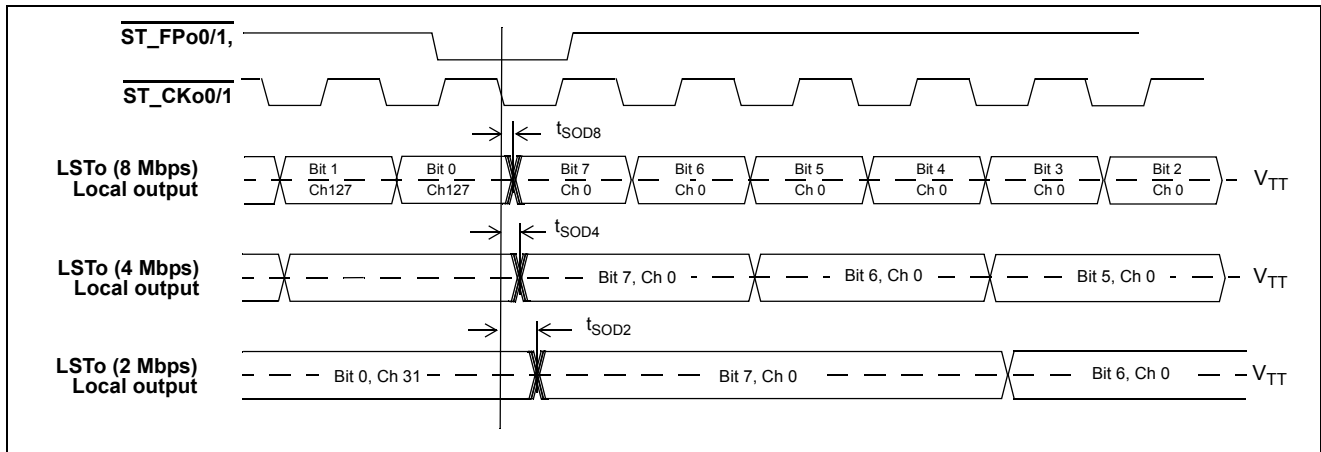 ST_FPo0/1,
ST_CKo0/1
tSOD8
LSTo (8 Mbps)
Local output
Bit 1
Ch127
Bit 0
Ch127
Bit 7
Ch 0
Bit 6
Ch 0
Bit 5
Ch 0
Bit 4
Ch 0
Bit 3
Ch 0
Bit 2
Ch 0
VTT
tSOD4
LSTo (4 Mbps)
Local output
Bit 7, Ch 0
Bit 6, Ch 0
Bit 5, Ch 0
VTT
tSOD2
LSTo (2 Mbps)
Local output
Bit 0, Ch 31
Bit 7, Ch 0
Bit 6, Ch 0
VTT